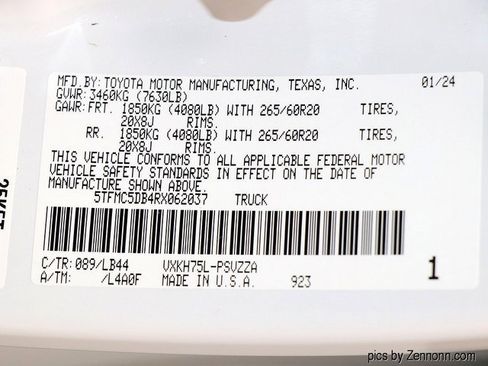 MFD.BY: TOYOTA MOTOR MANUFACTURING, TEXAS, INC. 01/24
GVWR: 3460KG (7630LB)
GAWR: FRT. 1850KG (4080LB) WITH 265/60R20 TIRES,
20X8J RIMS.
RR. 1850KG (4080LB) WITH 265/60R20 TIRES,
20X8J RIMS.
THIS VEHICLE CONFORMS TO ALL APPLICABLE FEDERAL MOTOR
VEHICLE SAFETY STANDARDS IN EFFECT ON THE DATE OF
MANUFACTURE SHOWN ABOVE.
5TFMC5DB4RX062037 TRUCK
C/TR: 089/LB44 VXKH75L-PSVZZA
A/TM: /L4A0F MADE IN U.S.A. 923 1
pics by Zennonn.com